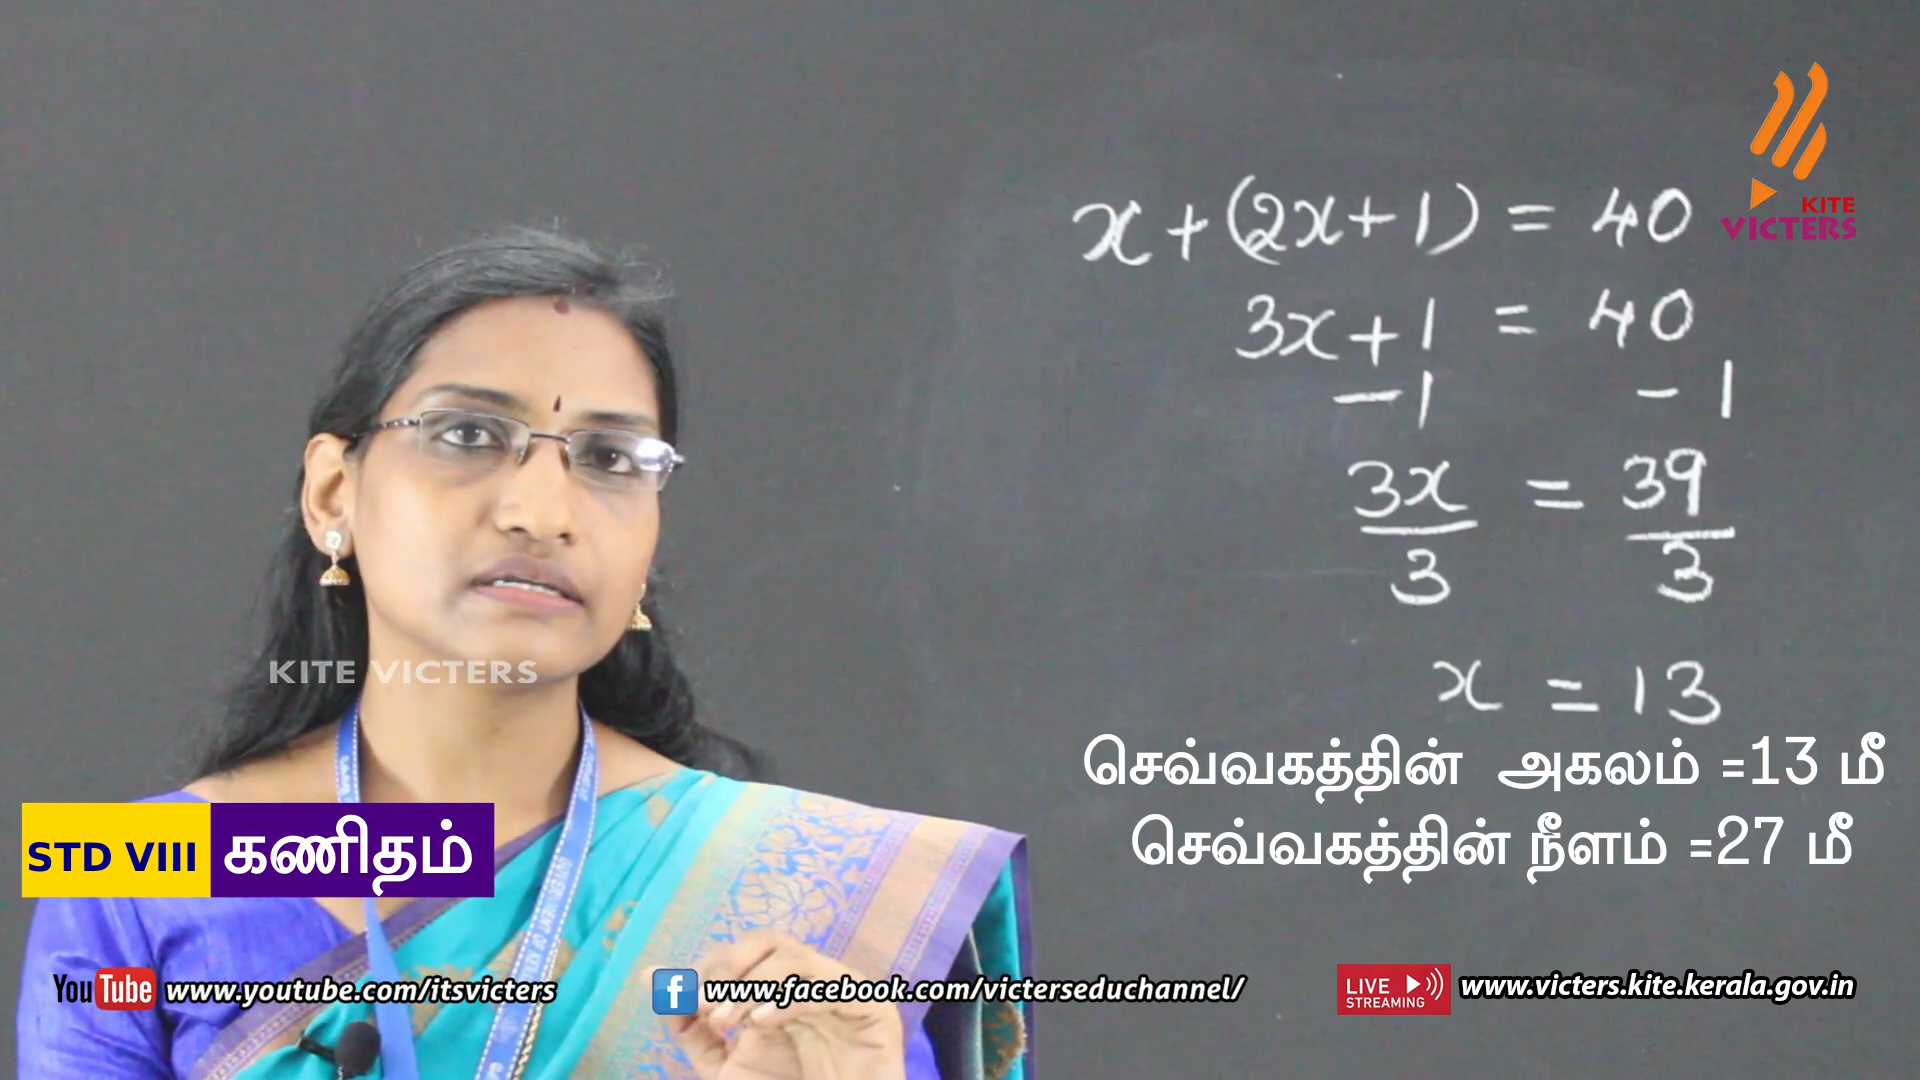 x + (2x + 1) = 40
3x + 1 = 40
- 1 - 1
3x/3 = 39/3
x = 13
செவ்வகத்தின் அகலம் =13 மீ
செவ்வகத்தின் நீளம் =27 மீ
KITE
VICTERS
KITE VICTERS
STD VIII கணிதம்
YouTube www.youtube.com/itsvicters
f www.facebook.com/victerseduchannel/
LIVE STREAMING www.victers.kite.kerala.gov.in